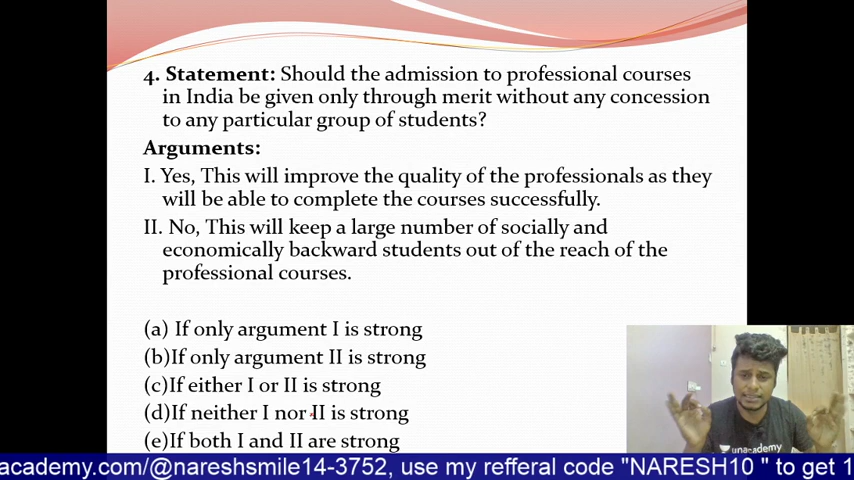 4. Statement: Should the admission to professional courses
in India be given only through merit without any concession
to any particular group of students?
Arguments:
I. Yes, This will improve the quality of the professionals as they
will be able to complete the courses successfully.
II. No, This will keep a large number of socially and
economically backward students out of the reach of the
professional courses.
(a) If only argument I is strong
(b)If only argument II is strong
(c)If either I or II is strong
(d)If neither I nor II is strong
(e)If both I and II are strong
unacademy
academy.com/@nareshsmile14-3752, use my refferal code "NARESH10 " to get 1